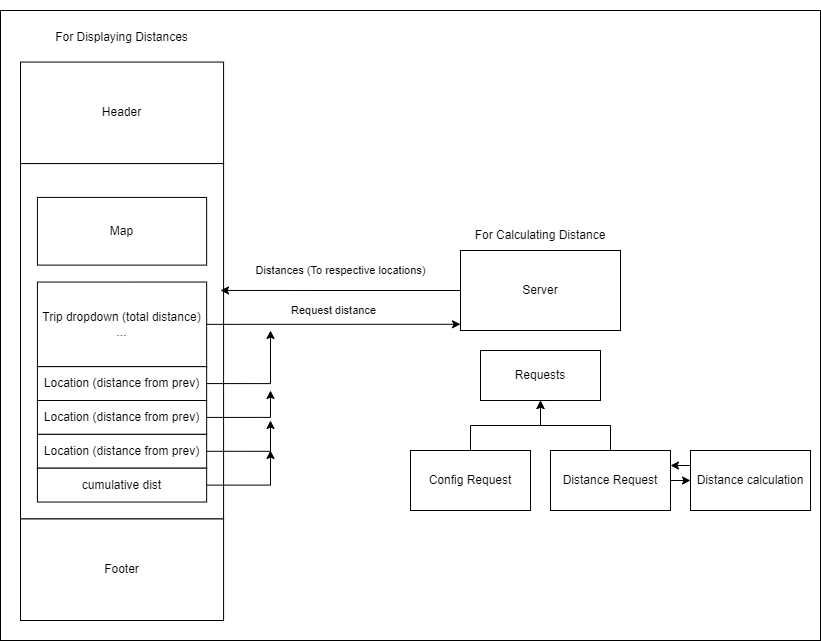 For Displaying Distances
Header
Map
For Calculating Distance
Distances (To respective locations)
Server
Request distance
Trip dropdown (total distance)
...
Requests
Location (distance from prev)
Location (distance from prev)
Location (distance from prev)
cumulative dist
Config Request
Distance Request
Distance calculation
Footer